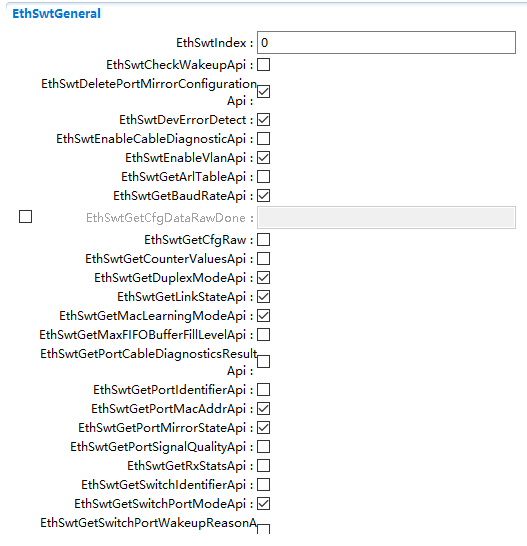 EthSwtGeneral
EthSwtIndex : 0
EthSwtCheckWakeupApi :
EthSwtDeletePortMirrorConfiguration
Api :
EthSwtDevErrorDetect :
EthSwtEnableCableDiagnosticApi :
EthSwtEnableVlanApi :
EthSwtGetArlTableApi :
EthSwtGetBaudRateApi :
EthSwtGetCfgDataRawDone :
EthSwtGetCfgRaw :
EthSwtGetCounterValuesApi :
EthSwtGetDuplexModeApi :
EthSwtGetLinkStateApi :
EthSwtGetMacLearningModeApi :
EthSwtGetMaxFIFOBufferFillLevelApi :
EthSwtGetPortCableDiagnosticsResult
Api :
EthSwtGetPortIdentifierApi :
EthSwtGetPortMacAddrApi :
EthSwtGetPortMirrorStateApi :
EthSwtGetPortSignalQualityApi :
EthSwtGetRxStatsApi :
EthSwtGetSwitchIdentifierApi :
EthSwtGetSwitchPortModeApi :
EthSwtGetSwitchPortWakeupReasonA